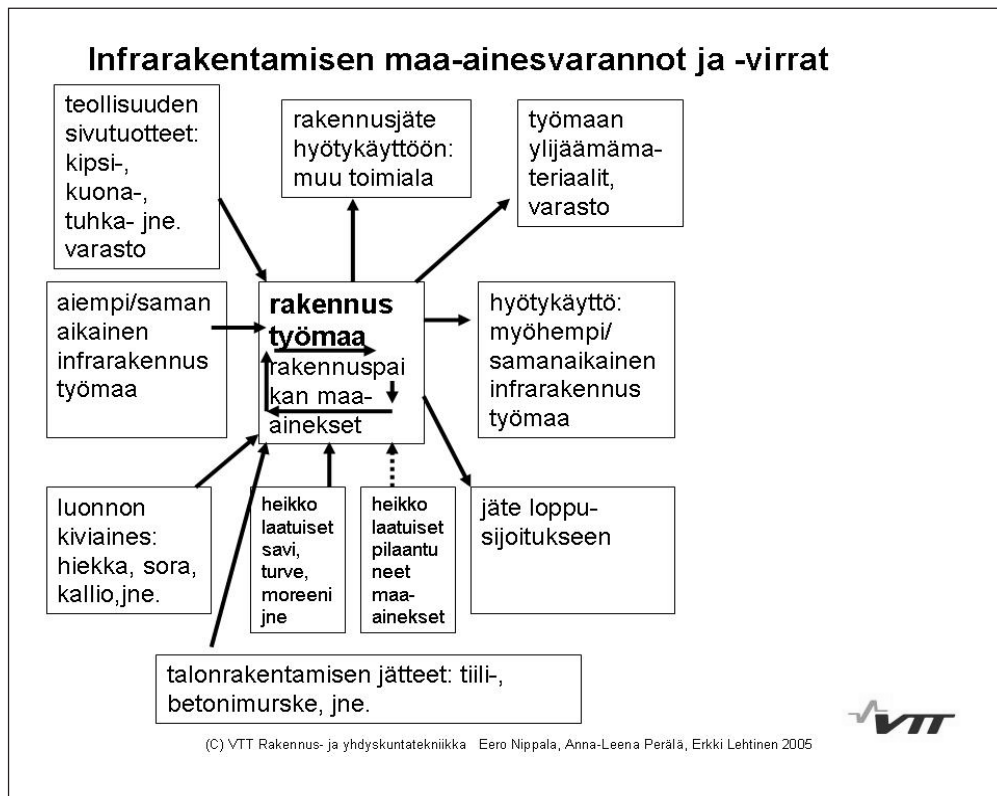 Infrarakentamisen maa-ainesvarannot ja -virrat
teollisuuden
sivutuotteet:
kipsi-,
kuona-,
tuhka- jne.
varasto
rakennusjäte
hyötykäyttöön:
muu toimiala
työmaan
ylijäämäma-
teriaalit,
varasto
aiempi/saman
aikainen
infrarakennus
työmaa
rakennus
työmaa
rakennuspai
kan maa-
ainekset
hyötykäyttö:
myöhempi/
samanaikainen
infrarakennus
työmaa
luonnon
kiviaines:
hiekka, sora,
kallio,jne.
heikko
laatuiset
savi,
turve,
moreeni
jne
heikko
laatuiset
pilaantu
neet
maa-
ainekset
jäte loppu-
sijoitukseen
talonrakentamisen jätteet: tiili-,
betonimurske, jne.
VTT
(C) VTT Rakennus- ja yhdyskuntatekniikka Eero Nippala, Anna-Leena Perälä, Erkki Lehtinen 2005